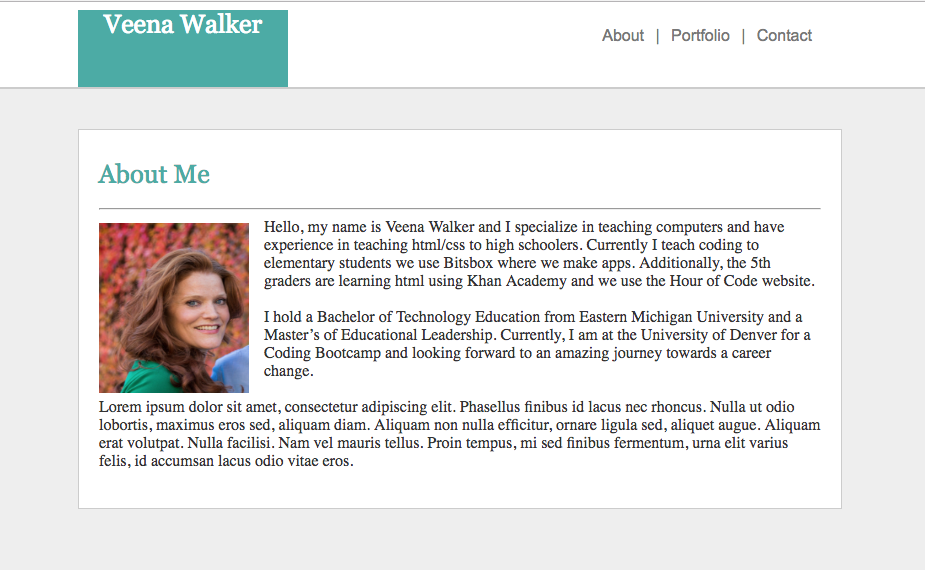 Veena Walker
About | Portfolio | Contact
About Me
Hello, my name is Veena Walker and I specialize in teaching computers and have
experience in teaching html/css to high schoolers. Currently I teach coding to
elementary students we use Bitsbox where we make apps. Additionally, the 5th
graders are learning html using Khan Academy and we use the Hour of Code website.
I hold a Bachelor of Technology Education from Eastern Michigan University and a
Master’s of Educational Leadership. Currently, I am at the University of Denver for a
Coding Bootcamp and looking forward to an amazing journey towards a career
change.
Lorem ipsum dolor sit amet, consectetur adipiscing elit. Phasellus finibus id lacus nec rhoncus. Nulla ut odio
lobortis, maximus eros sed, aliquam diam. Aliquam non nulla efficitur, ornare ligula sed, aliquet augue. Aliquam
erat volutpat. Nulla facilisi. Nam vel mauris tellus. Proin tempus, mi sed finibus fermentum, urna elit varius
felis, id accumsan lacus odio vitae eros.